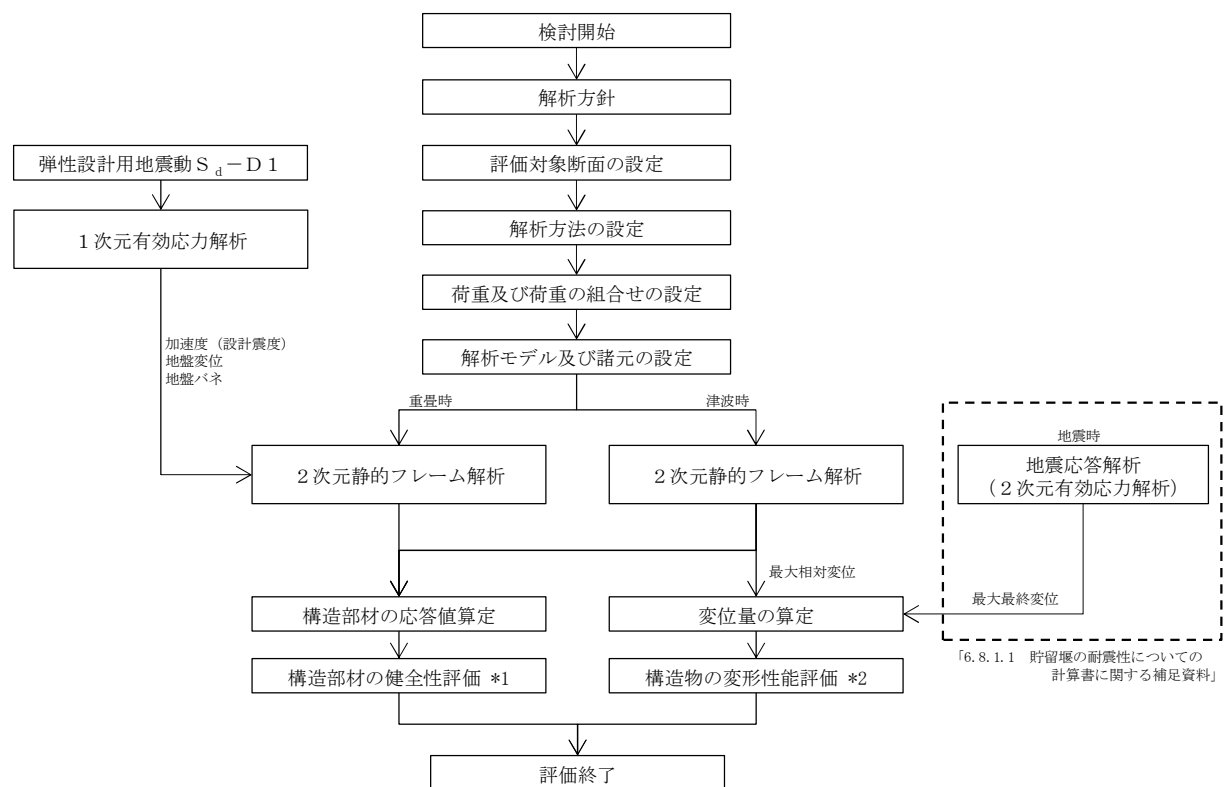 検討開始
解析方針
弾性設計用地震動Ｓｄ－Ｄ１
評価対象断面の設定
１次元有効応力解析
解析方法の設定
荷重及び荷重の組合せの設定
加速度（設計震度）
地盤変位
地盤バネ
解析モデル及び諸元の設定
重畳時
津波時
地震時
２次元静的フレーム解析
２次元静的フレーム解析
地震応答解析
（２次元有効応力解析）
最大相対変位
最大最終変位
構造部材の応答値算定
変位量の算定
構造部材の健全性評価 *1
構造物の変形性能評価 *2
「6.8.1.1　貯留堰の耐震性についての
計算書に関する補足資料」
評価終了